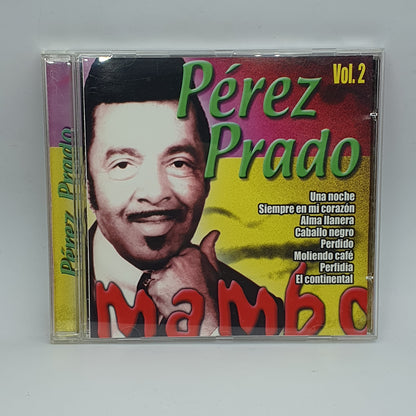 Pérez Prado
Pérez
Vol. 2
Prado
Una noche
Siempre en mi corazón
Alma llanera
Caballo negro
Perdido
Moliendo café
Perfidia
El continental
mambo